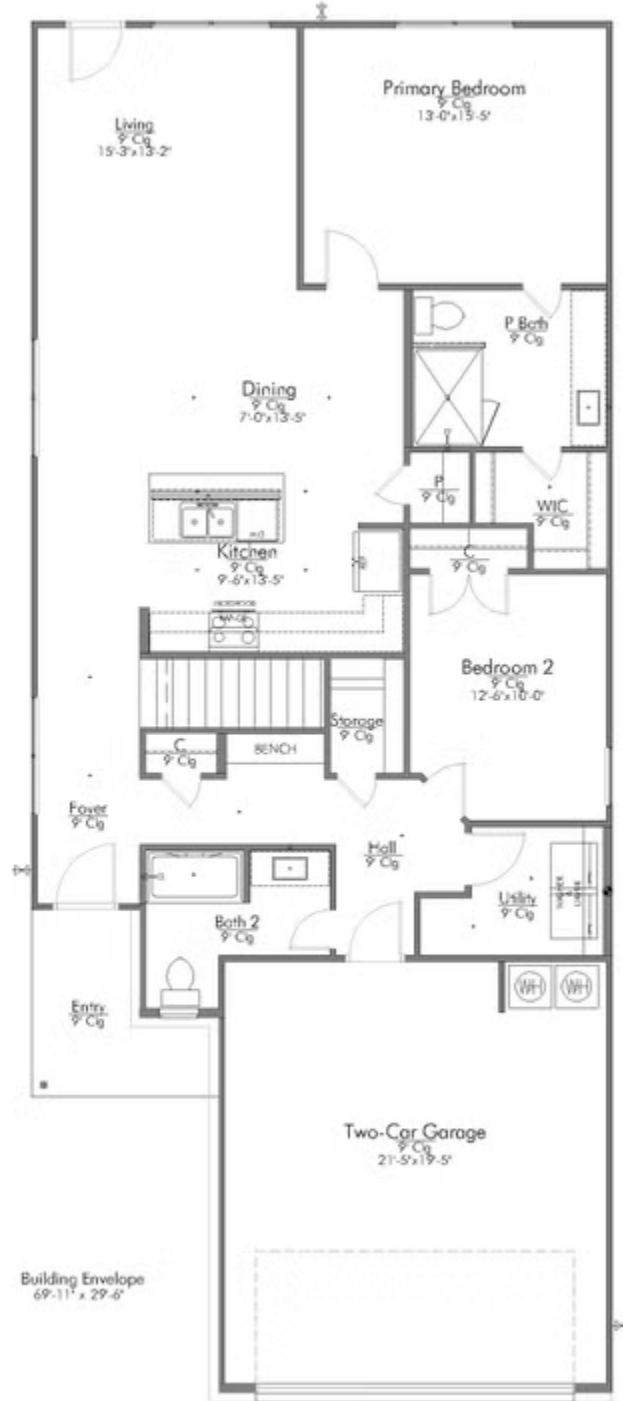 Primary Bedroom
9' Clg
13'-0"x15'-5"
Living
9' Clg
15'-3"x13'-2"
P Bath
9' Clg
Dining
9' Clg
7'-0"x13'-5"
P
9' Clg
WIC
9' Clg
Kitchen
9' Clg
9'-6"x13'-5"
C
9' Clg
Bedroom 2
9' Clg
12'-6"x10'-0"
Storage
9' Clg
C
9' Clg
BENCH
Foyer
9' Clg
Hall
9' Clg
Utility
9' Clg
Bath 2
9' Clg
WH
WH
Entry
9' Clg
Two-Car Garage
9' Clg
21'-5"x19'-5"
Building Envelope
69'-11" x 29'-6"